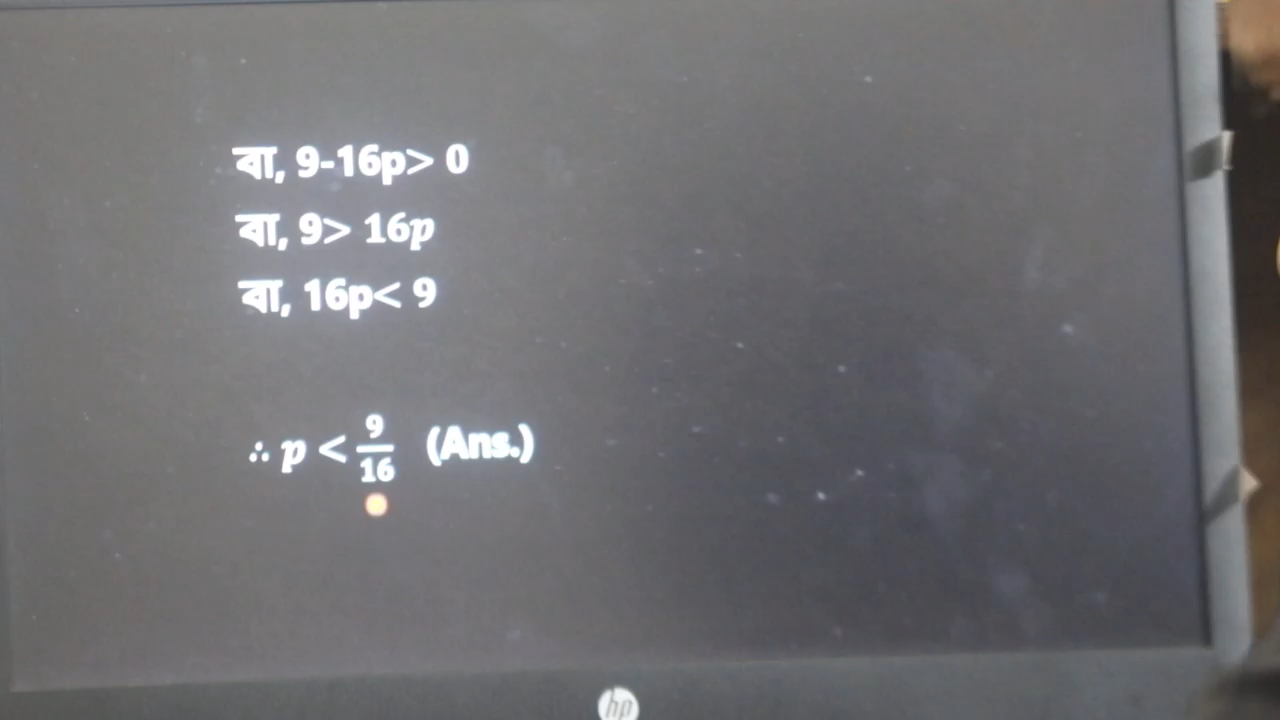 বা, 9-16p> 0
বা, 9> 16p
বা, 16p< 9
∴ p < 9/16 (Ans.)
hp